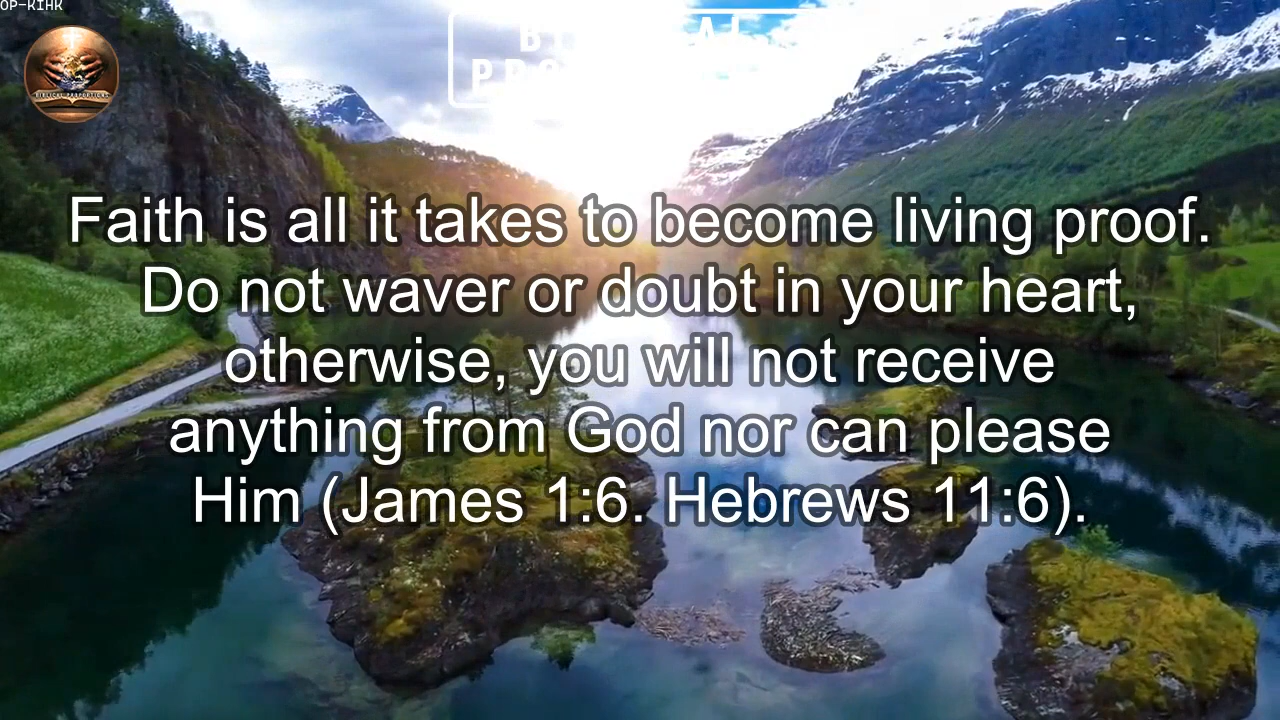 OP-KIHK
Faith is all it takes to become living proof.
Do not waver or doubt in your heart,
otherwise, you will not receive
anything from God nor can please
Him (James 1:6. Hebrews 11:6).